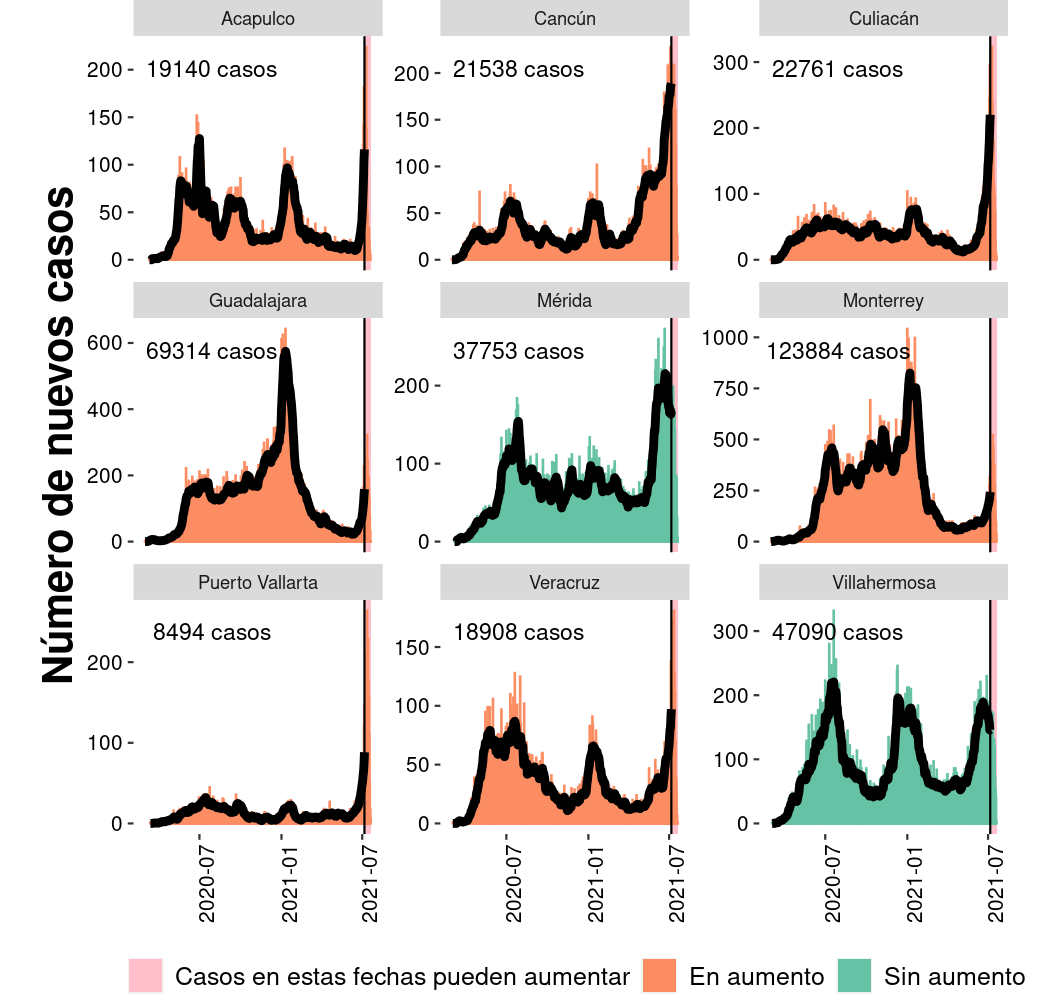 Número de nuevos casos
Acapulco
Cancún
Culiacán
19140 casos
21538 casos
22761 casos
200
150
100
50
0
200
150
100
50
0
300
200
100
0
Guadalajara
Mérida
Monterrey
69314 casos
37753 casos
123884 casos
600
400
200
0
200
100
0
1000
750
500
250
0
Puerto Vallarta
Veracruz
Villahermosa
8494 casos
18908 casos
47090 casos
200
100
0
150
100
50
0
300
200
100
0
2020-07
2021-01
2021-07
2020-07
2021-01
2021-07
2020-07
2021-01
2021-07
Casos en estas fechas pueden aumentar
En aumento
Sin aumento